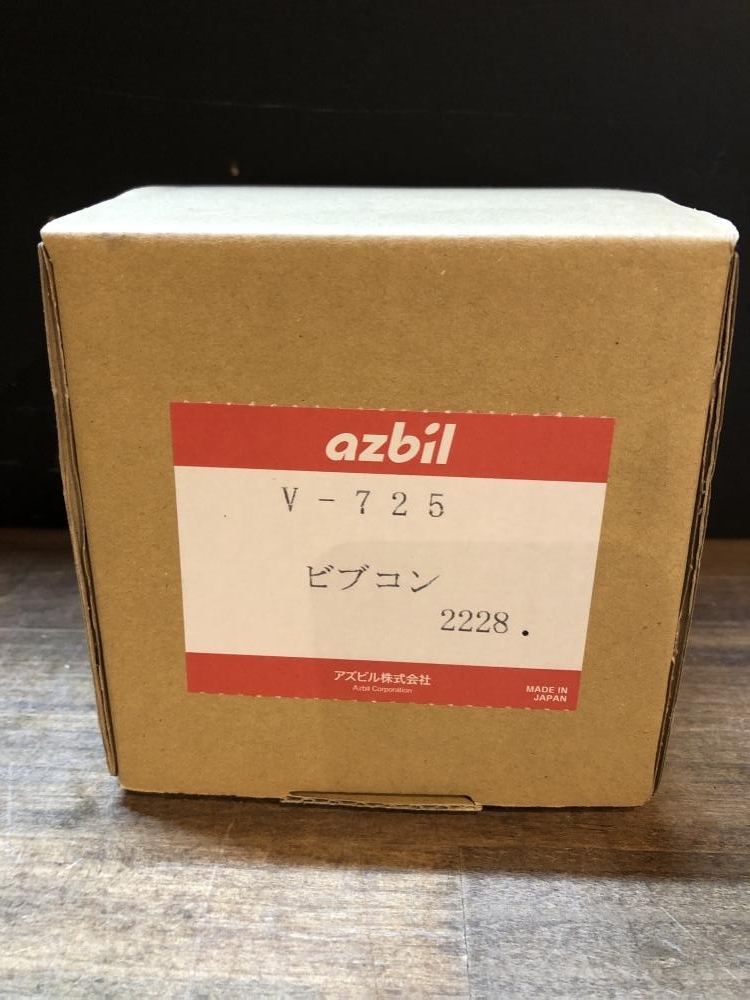 azbil
V-725
ビブコン
2228.
アズビル株式会社
Azbil Corporation
MADE IN
JAPAN